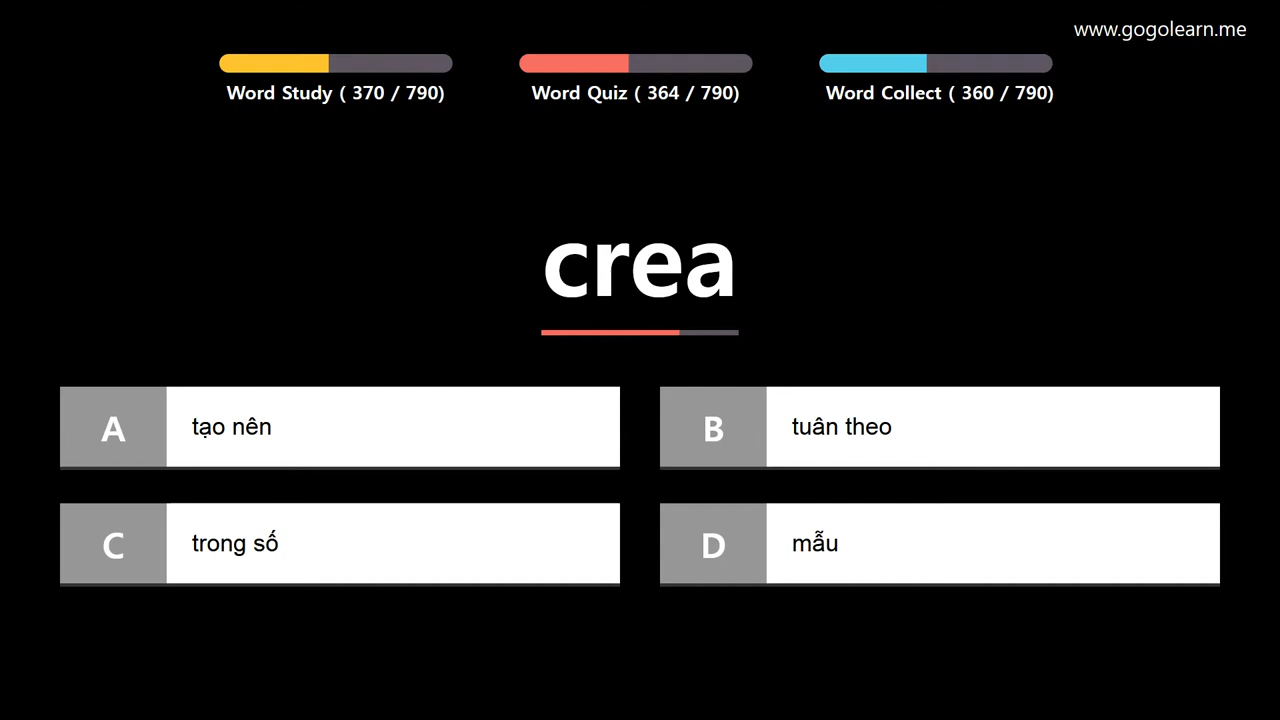 www.gogolearn.me
Word Study ( 370 / 790)
Word Quiz ( 364 / 790)
Word Collect ( 360 / 790)
crea
A tạo nên
B tuân theo
C trong số
D mẫu